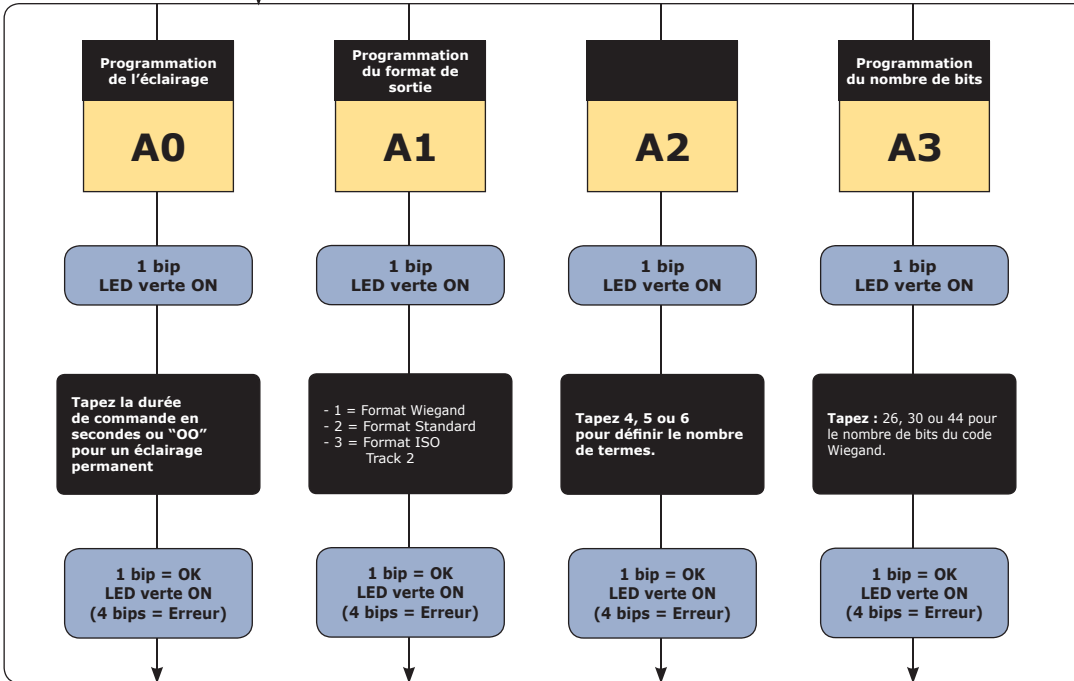 Programmation
de l'éclairage
A0
1 bip
LED verte ON
Tapez la durée
de commande en
secondes ou "OO"
pour un éclairage
permanent
1 bip = OK
LED verte ON
(4 bips = Erreur)
Programmation
du format de
sortie
A1
1 bip
LED verte ON
- 1 = Format Wiegand
- 2 = Format Standard
- 3 = Format ISO
Track 2
1 bip = OK
LED verte ON
(4 bips = Erreur)
A2
1 bip
LED verte ON
Tapez 4, 5 ou 6
pour définir le nombre
de termes.
1 bip = OK
LED verte ON
(4 bips = Erreur)
Programmation
du nombre de bits
A3
1 bip
LED verte ON
Tapez : 26, 30 ou 44 pour
le nombre de bits du code
Wiegand.
1 bip = OK
LED verte ON
(4 bips = Erreur)